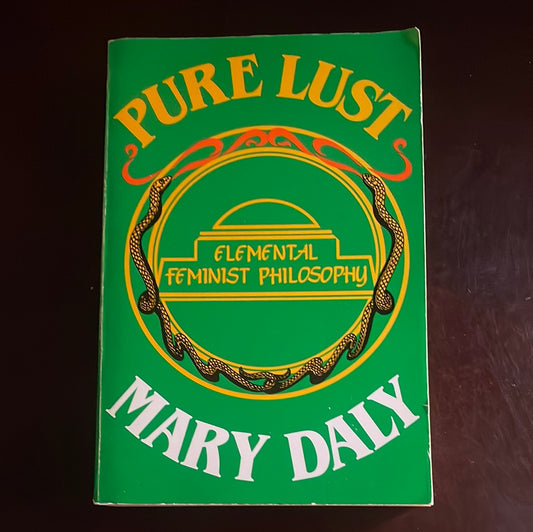 PURE LUST
ELEMENTAL
FEMINIST PHILOSOPHY
MARY DALY